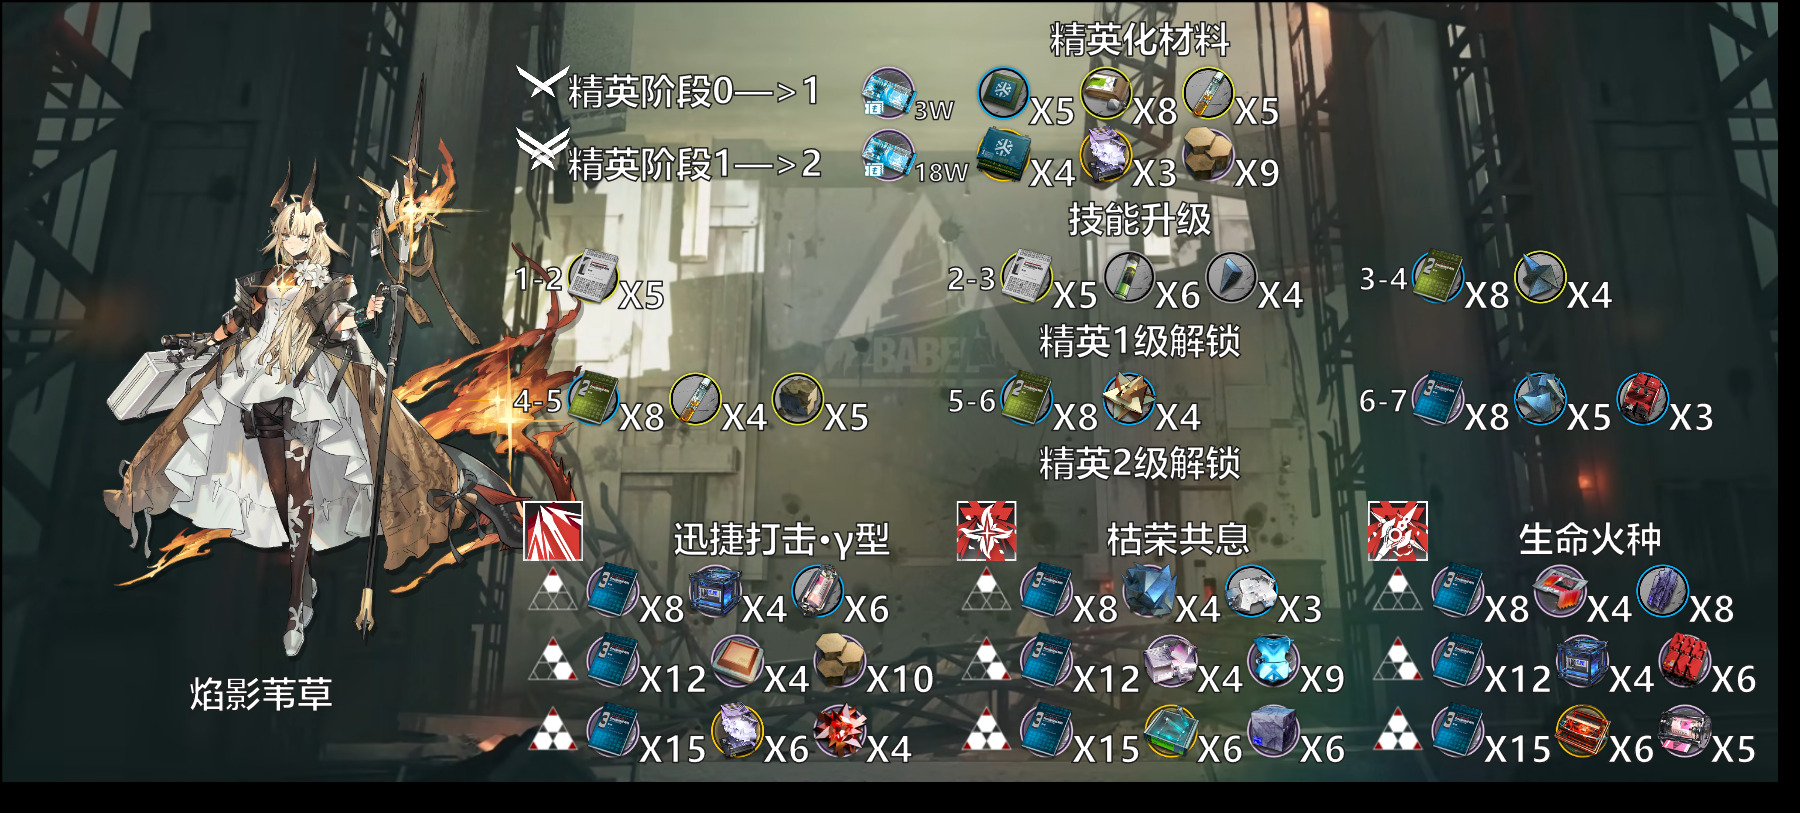 精英化材料
精英阶段0—>1 3W X5 X8 X5
精英阶段1—>2 18W X4 X3 X9
技能升级
1-2 X5 2-3 X5 X6 X4 3-4 X8 X4
BABEL
精英1级解锁
4-5 X8 X4 X5 5-6 X8 X4 6-7 X8 X5 X3
精英2级解锁
迅捷打击•γ型 枯荣共息 生命火种
X8 X4 X6 X8 X4 X3 X8 X4 X8
X12 X4 X10 X12 X4 X9 X12 X4 X6
X15 X6 X4 X15 X6 X6 X15 X6 X5
焰影苇草